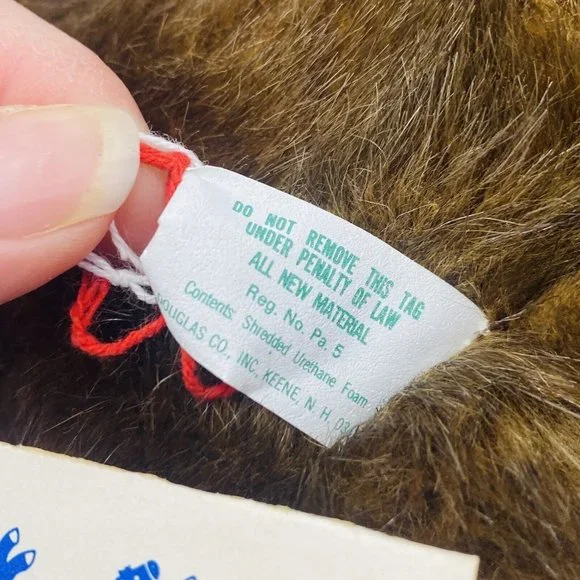 DO NOT REMOVE THIS TAG
UNDER PENALTY OF LAW
ALL NEW MATERIAL
Reg. No. Pa. 5
Contents: Shredded Urethane Foam
DOUGLAS CO., INC. KEENE, N. H. 034